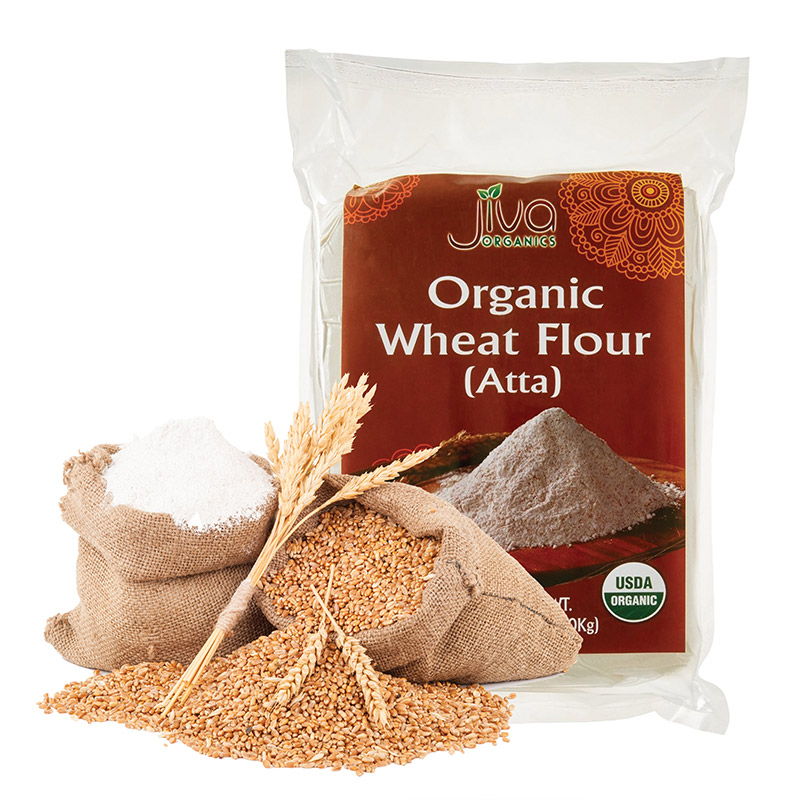 jiva
ORGANICS
Organic
Wheat Flour
(Atta)
USDA
ORGANIC